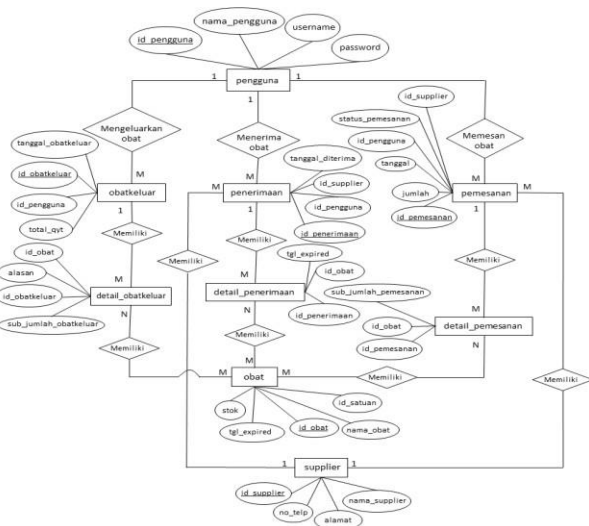 nama_pengguna
id_pengguna
username
password
1
pengguna
1
1
id_supplier
status_pemesanan
Mengeluarkan
obat
Menerima
obat
id_pengguna
Memesan
obat
tanggal_obatkeluar
tanggal_diterima
tanggal
M
M
M
M
M
id_obatkeluar
id_supplier
obatkeluar
penerimaan
jumlah
pemesanan
id_pengguna
1
1
id_pengguna
id_pemesanan
1
total_qyt
id_penerimaan
Memiliki
Memiliki
tgl_expired
id_obat
Memiliki
Memiliki
id_obat
alasan
M
M
sub_jumlah_pemesanan
id_obatkeluar
detail_obatkeluar
detail_penerimaan
M
N
N
id_penerimaan
detail_pemesanan
sub_jumlah_obatkeluar
id_obat
Memiliki
id_pemesanan
N
Memiliki
M
M
M
Memiliki
Memiliki
obat
stok
id_satuan
tgl_expired
id_obat
nama_obat
1
supplier
1
id_supplier
nama_supplier
no_telp
alamat